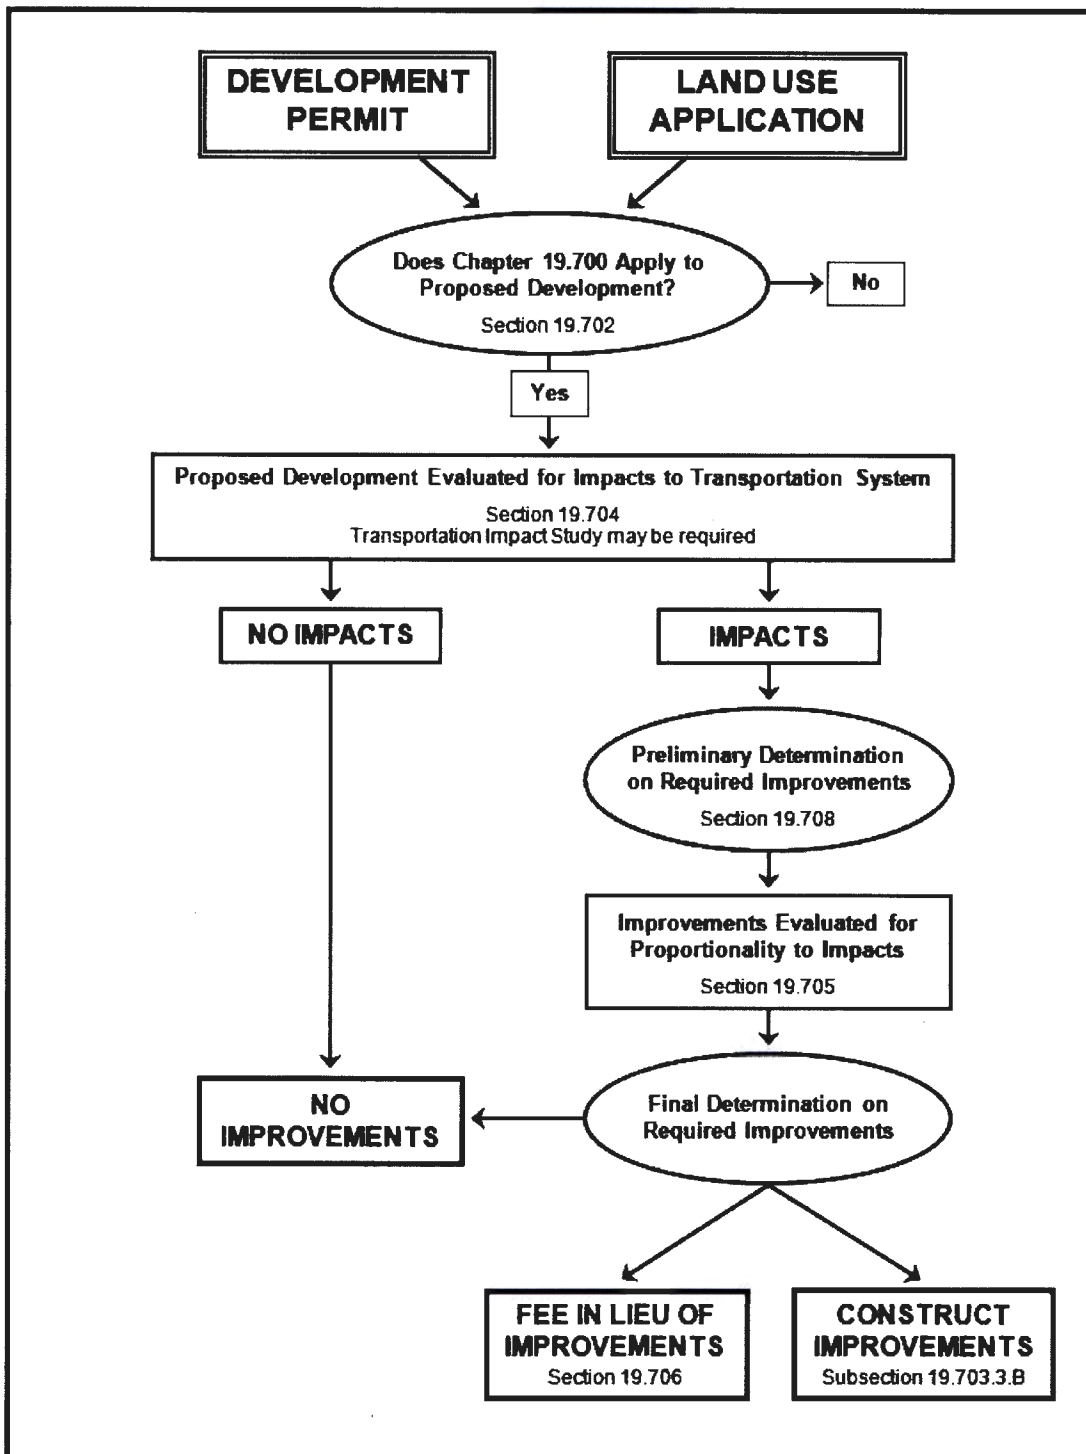 DEVELOPMENT
PERMIT
LAND USE
APPLICATION
Does Chapter 19.700 Apply to
Proposed Development?
Section 19.702
No
Yes
Proposed Development Evaluated for Impacts to Transportation System
Section 19.704
Transportation Impact Study may be required
NO IMPACTS
IMPACTS
Preliminary Determination
on Required Improvements
Section 19.708
Improvements Evaluated for
Proportionality to Impacts
Section 19.705
NO
IMPROVEMENTS
Final Determination on
Required Improvements
FEE IN LIEU OF
IMPROVEMENTS
Section 19.706
CONSTRUCT
IMPROVEMENTS
Subsection 19.703.3.B